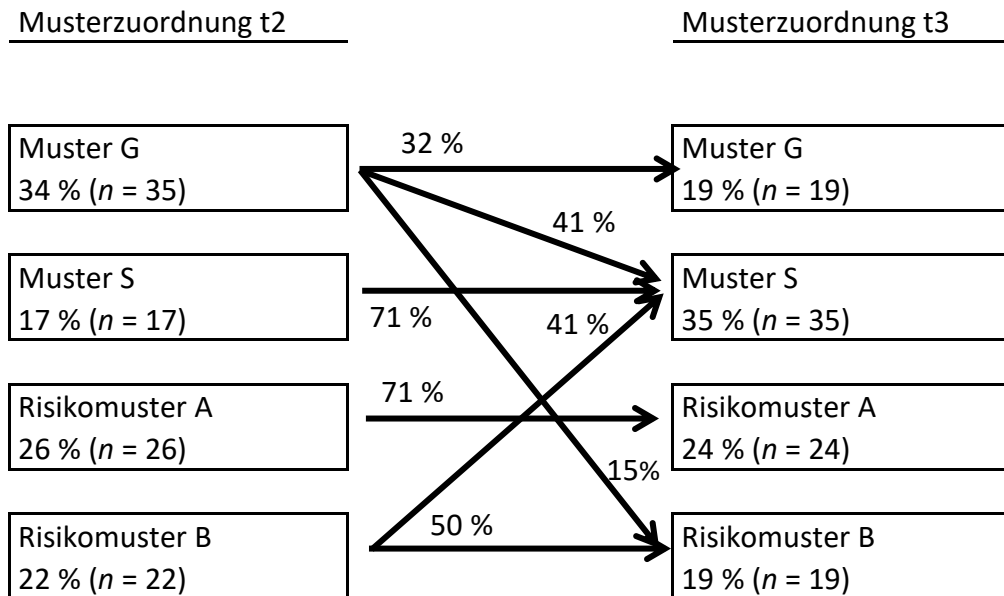 Musterzuordnung t2
Musterzuordnung t3
Muster G
34 % (n = 35)
32 %
Muster G
19 % (n = 19)
41 %
Muster S
17 % (n = 17)
71 %
41 %
Muster S
35 % (n = 35)
Risikomuster A
26 % (n = 26)
71 %
Risikomuster A
24 % (n = 24)
15%
Risikomuster B
22 % (n = 22)
50 %
Risikomuster B
19 % (n = 19)